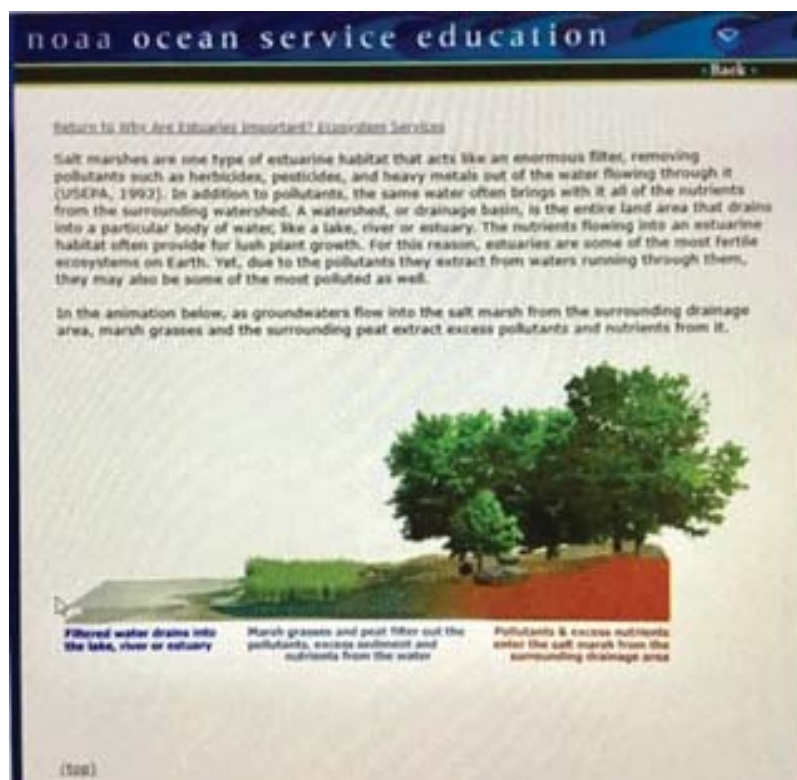 noaa ocean service education
‹ Back ›
Return to Why Are Estuaries Important? Ecosystem Services
Salt marshes are one type of estuarine habitat that acts like an enormous filter, removing
pollutants such as herbicides, pesticides, and heavy metals out of the water flowing through it
(USEPA, 1993). In addition to pollutants, the same water often brings with it all of the nutrients
from the surrounding watershed. A watershed, or drainage basin, is the entire land area that drains
into a particular body of water, like a lake, river or estuary. The nutrients flowing into an estuarine
habitat often provide for lush plant growth. For this reason, estuaries are some of the most fertile
ecosystems on Earth. Yet, due to the pollutants they extract from waters running through them,
they may also be some of the most polluted as well.
In the animation below, as groundwaters flow into the salt marsh from the surrounding drainage
area, marsh grasses and the surrounding peat extract excess pollutants and nutrients from it.
Filtered water drains into
the lake, river or estuary
Marsh grasses and peat filter out the
pollutants, excess sediment and
nutrients from the water
Pollutants & excess nutrients
enter the salt marsh from the
surrounding drainage area
(top)